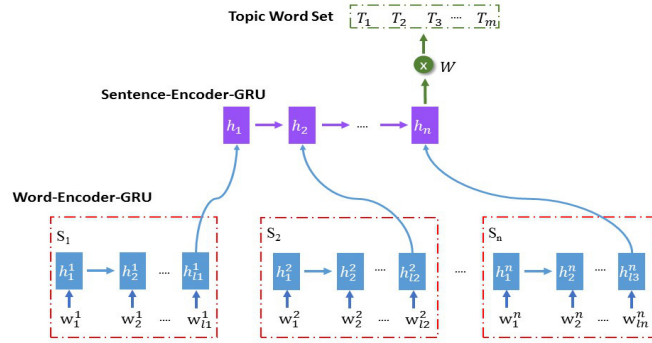 Topic Word Set T₁ T₂ T₃ .... Tₘ
x W
Sentence-Encoder-GRU
h₁ h₂ .... hₙ
Word-Encoder-GRU
S₁ S₂ Sₙ
h₁¹ h₂¹ .... hₗ₁¹ h₁² h₂² .... hₗ₂² .... h₁ⁿ h₂ⁿ .... hₗ₃ⁿ
w₁¹ w₂¹ .... wₗ₁¹ w₁² w₂² .... wₗ₂² w₁ⁿ w₂ⁿ .... wₗₙⁿ